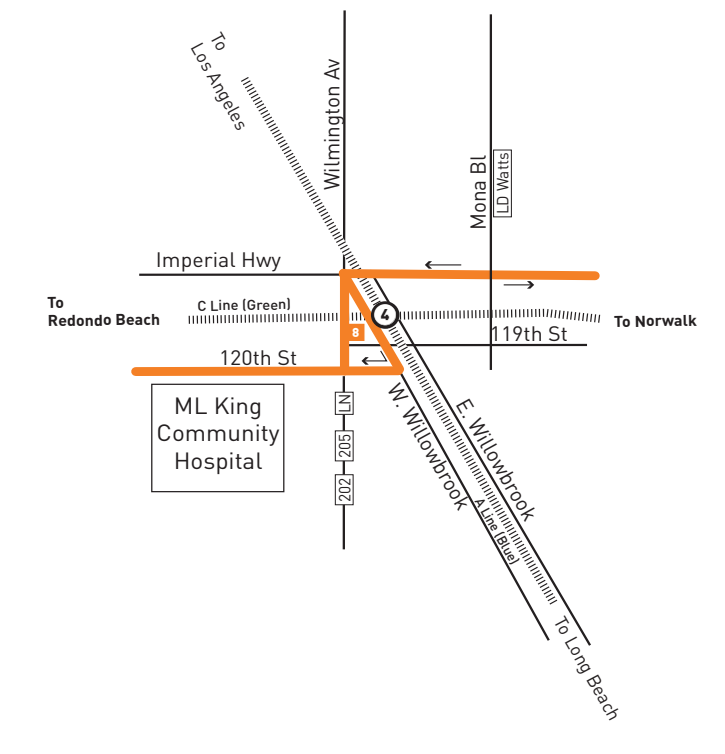 To
Los Angeles
Wilmington Av
Mona Bl
LD Watts
Imperial Hwy
To
Redondo Beach
C Line (Green)
4
To Norwalk
8
119th St
120th St
ML King
Community
Hospital
LN
205
202
W. Willowbrook
E. Willowbrook
A Line (Blue)
To Long Beach